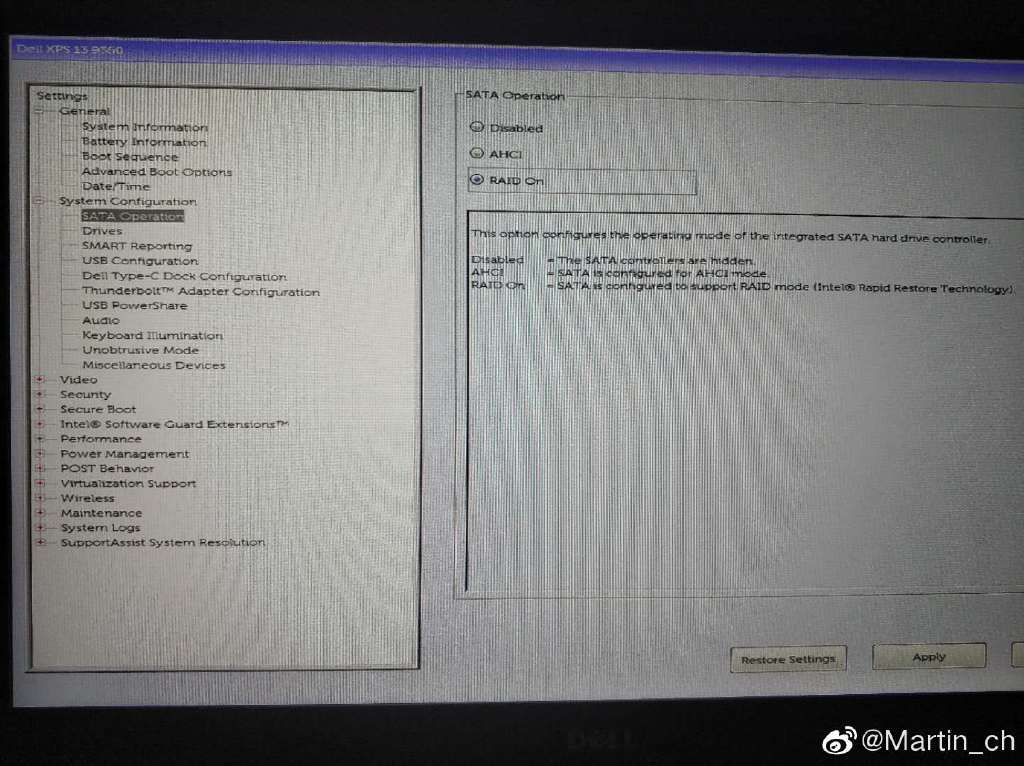 Dell XPS 13 9360
Settings
General
System Information
Battery Information
Boot Sequence
Advanced Boot Options
Date/Time
System Configuration
SATA Operation
Drives
SMART Reporting
USB Configuration
Dell Type-C Dock Configuration
Thunderbolt™ Adapter Configuration
USB PowerShare
Audio
Keyboard Illumination
Unobtrusive Mode
Miscellaneous Devices
Video
Security
Secure Boot
Intel® Software Guard Extensions™
Performance
Power Management
POST Behavior
Virtualization Support
Wireless
Maintenance
System Logs
SupportAssist System Resolution
SATA Operation
Disabled
AHCI
RAID On
This option configures the operating mode of the integrated SATA hard drive controller.
Disabled = The SATA controllers are hidden.
AHCI = SATA is configured for AHCI mode.
RAID On = SATA is configured to support RAID mode (Intel® Rapid Restore Technology).
Restore Settings
Apply
DELL
@Martin_ch